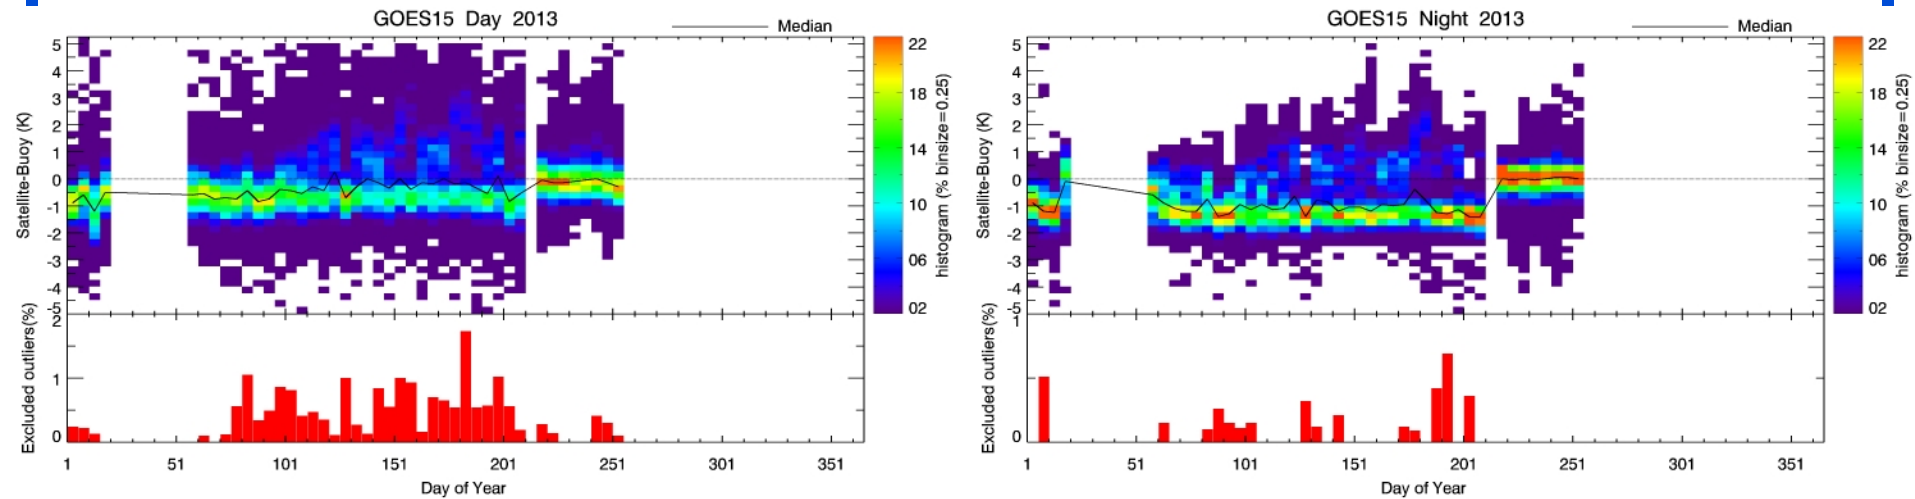 GOES15 Day 2013
Median
5
4
3
2
1
0
-1
-2
-3
-4
-5
Satellite-Buoy (K)
22
18
14
10
06
02
histogram (% binsize=0.25)
2
1
0
Excluded outliers(%)
1 51 101 151 201 251 301 351
Day of Year
GOES15 Night 2013
Median
5
4
3
2
1
0
-1
-2
-3
-4
-5
Satellite-Buoy (K)
22
18
14
10
06
02
histogram (% binsize=0.25)
1
0
Excluded outliers(%)
1 51 101 151 201 251 301 351
Day of Year